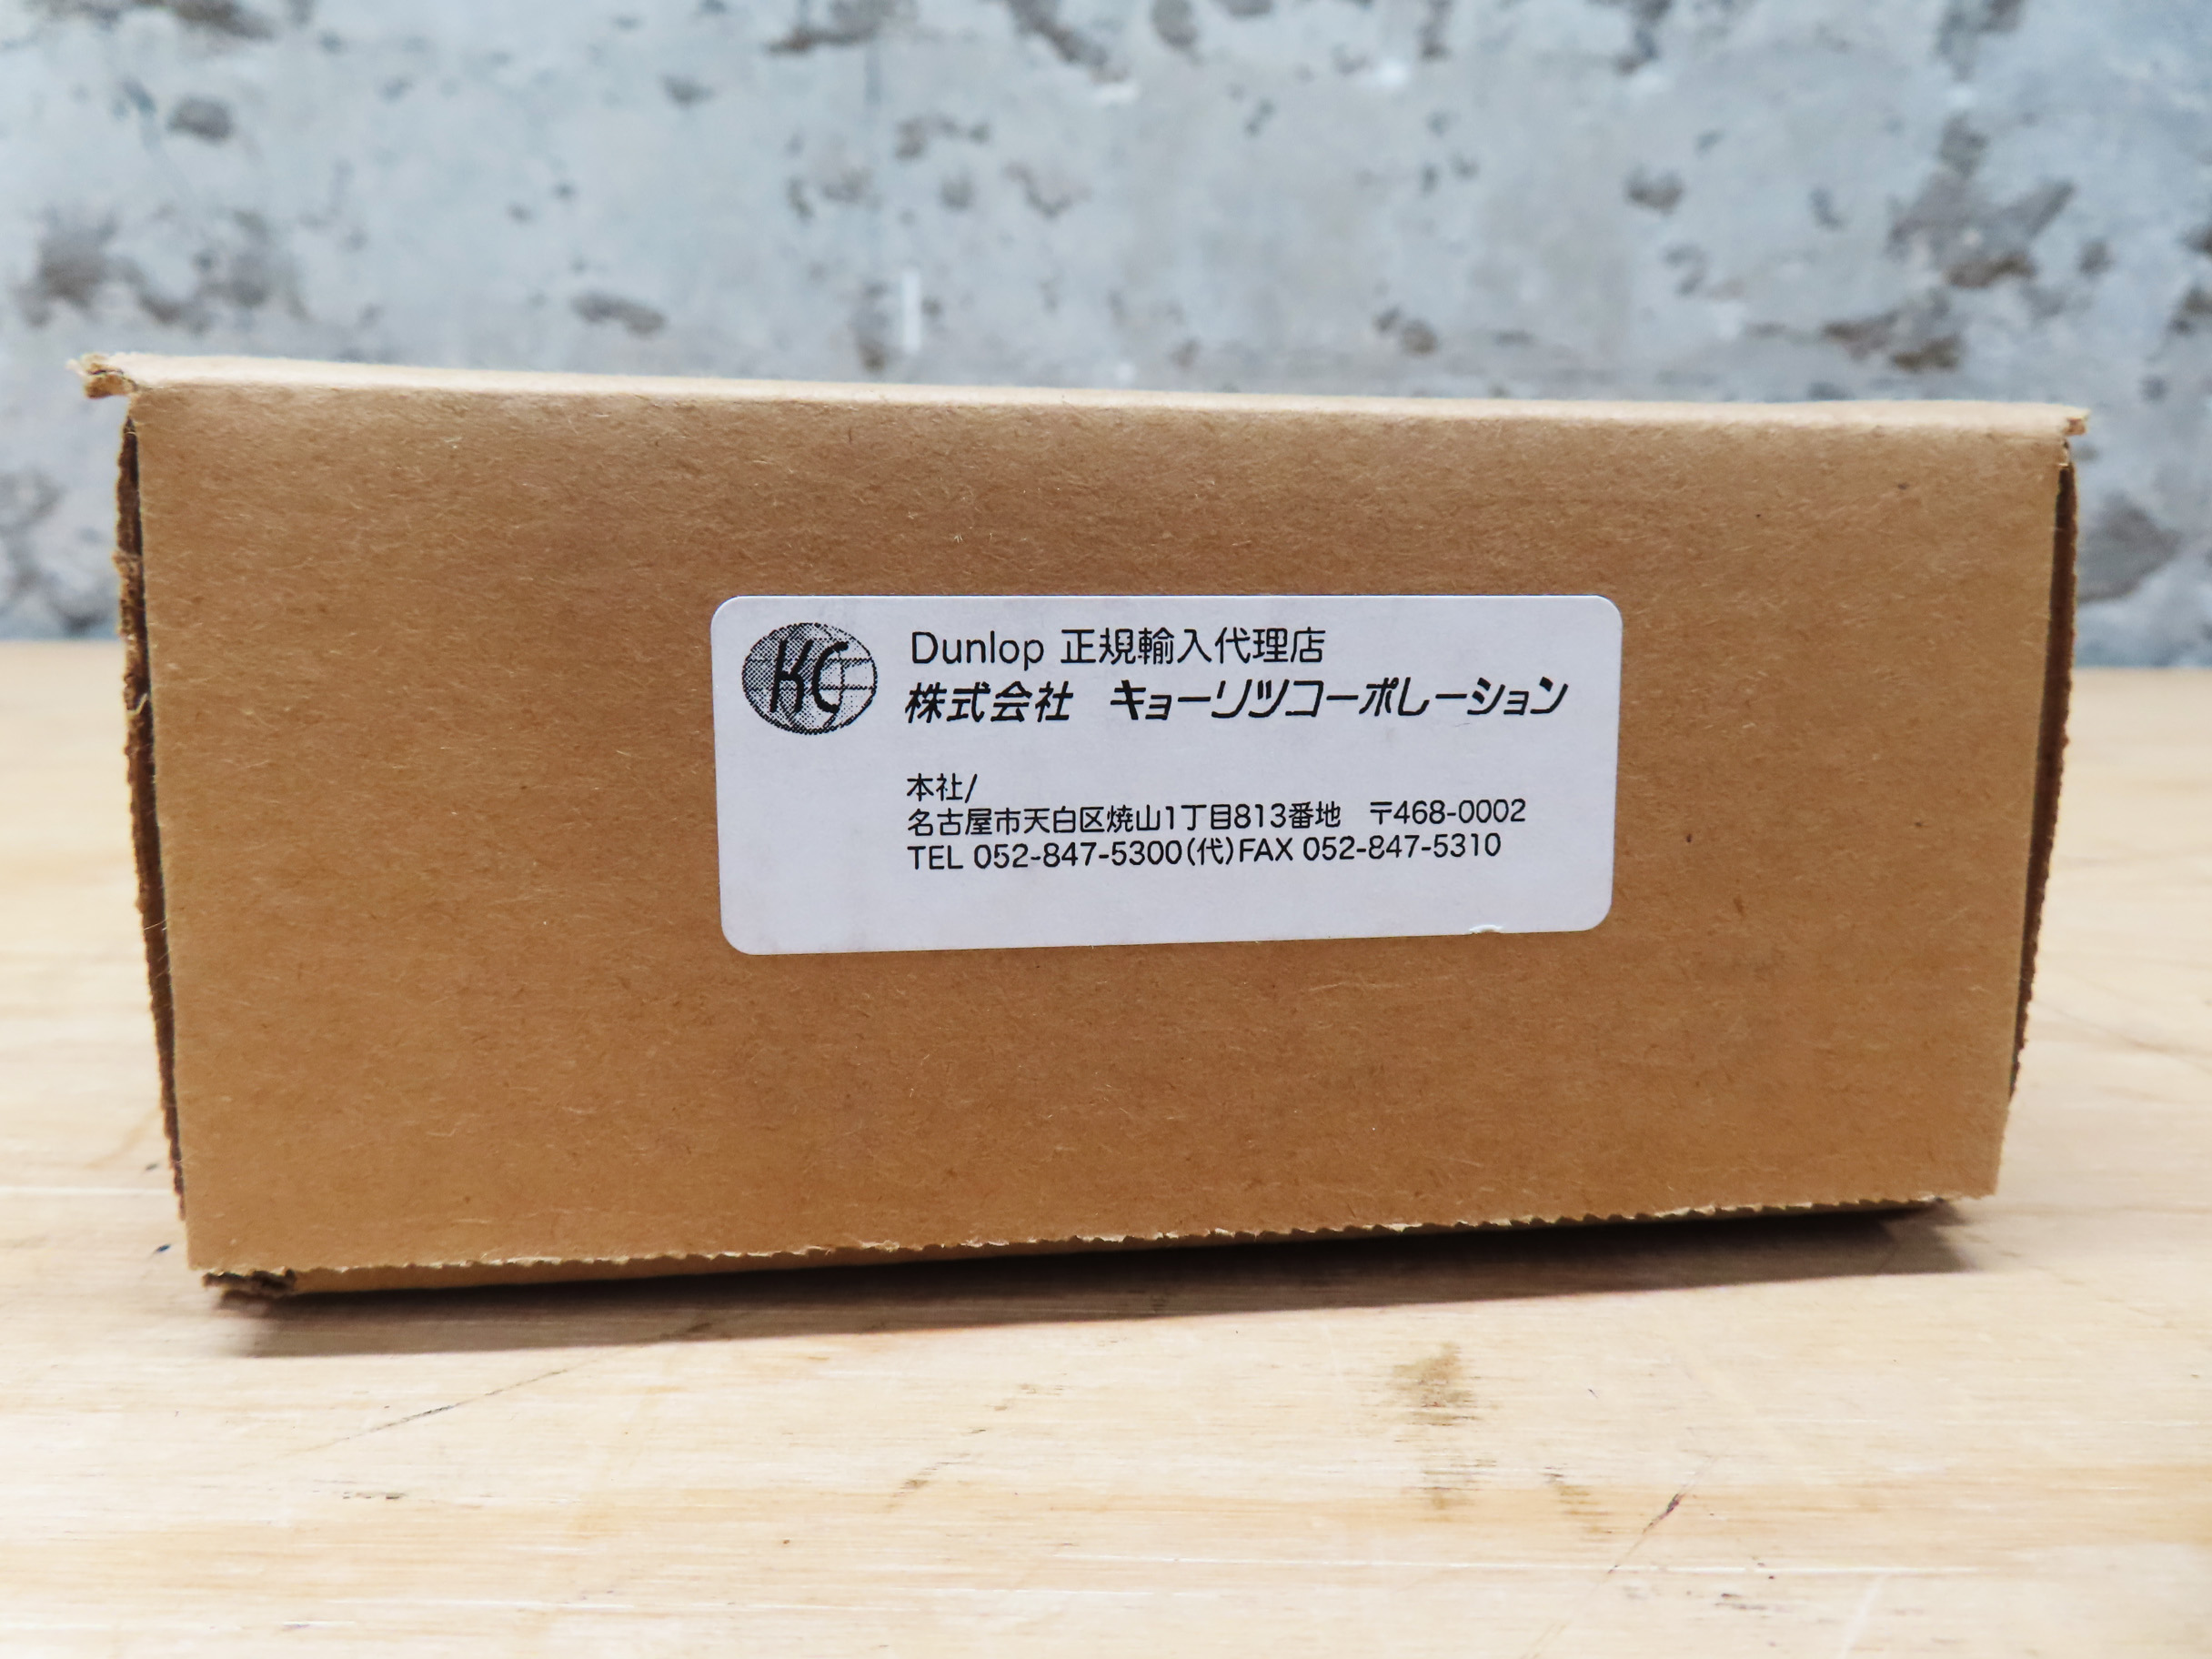 KC
Dunlop 正規輸入代理店
株式会社 キョーリツコーポレーション
本社/
名古屋市天白区焼山1丁目813番地 〒468-0002
TEL 052-847-5300(代)FAX 052-847-5310